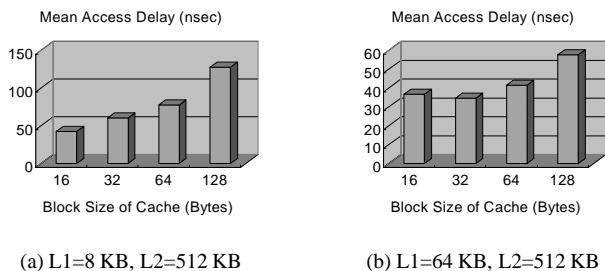 Mean Access Delay (nsec)
150
100
50
0
16 32 64 128
Block Size of Cache (Bytes)
(a) L1=8 KB, L2=512 KB
Mean Access Delay (nsec)
60
50
40
30
20
10
0
16 32 64 128
Block Size of Cache (Bytes)
(b) L1=64 KB, L2=512 KB